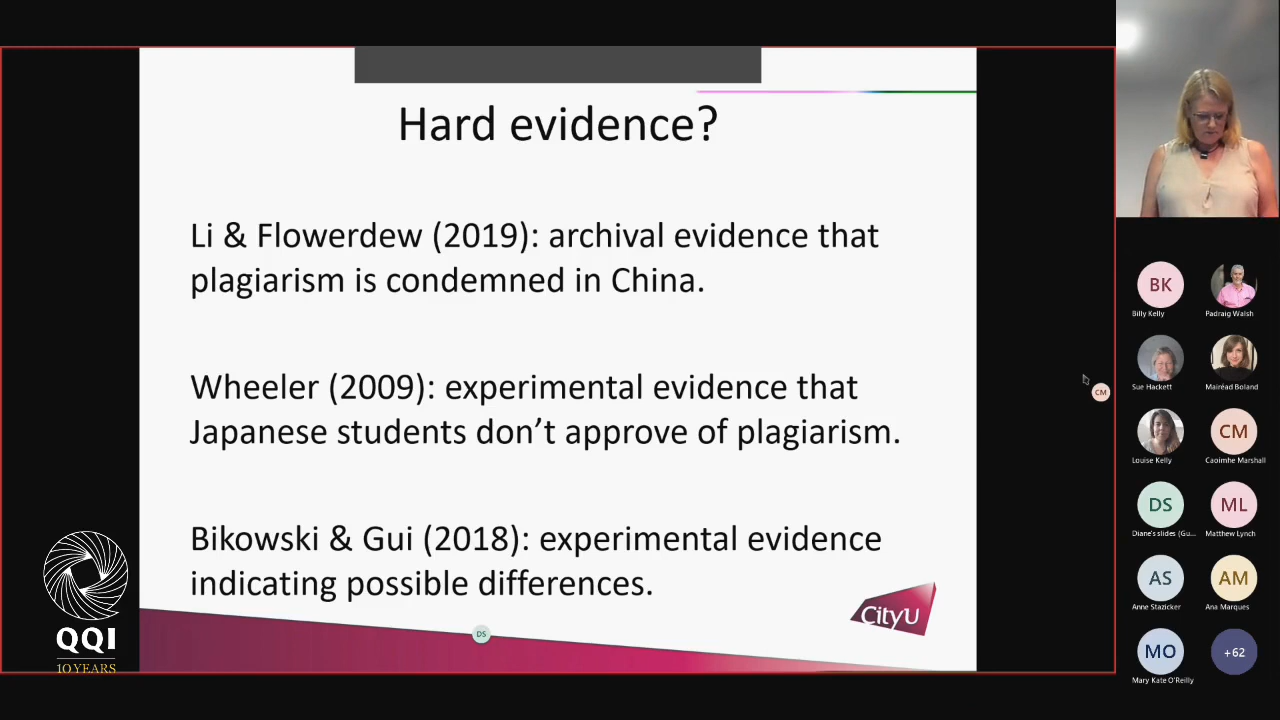 Hard evidence?
Li & Flowerdew (2019): archival evidence that
plagiarism is condemned in China.
Wheeler (2009): experimental evidence that
Japanese students don’t approve of plagiarism.
Bikowski & Gui (2018): experimental evidence
indicating possible differences.
CityU
DS
QQI
10 YEARS
CM
BK
Billy Kelly
Padraig Walsh
Sue Hackett
Mairéad Boland
Louise Kelly
CM
Caoimhe Marshall
DS
Diane's slides (Gu...
ML
Matthew Lynch
AS
Anne Stazicker
AM
Ana Marques
MO
Mary Kate O'Reilly
+62